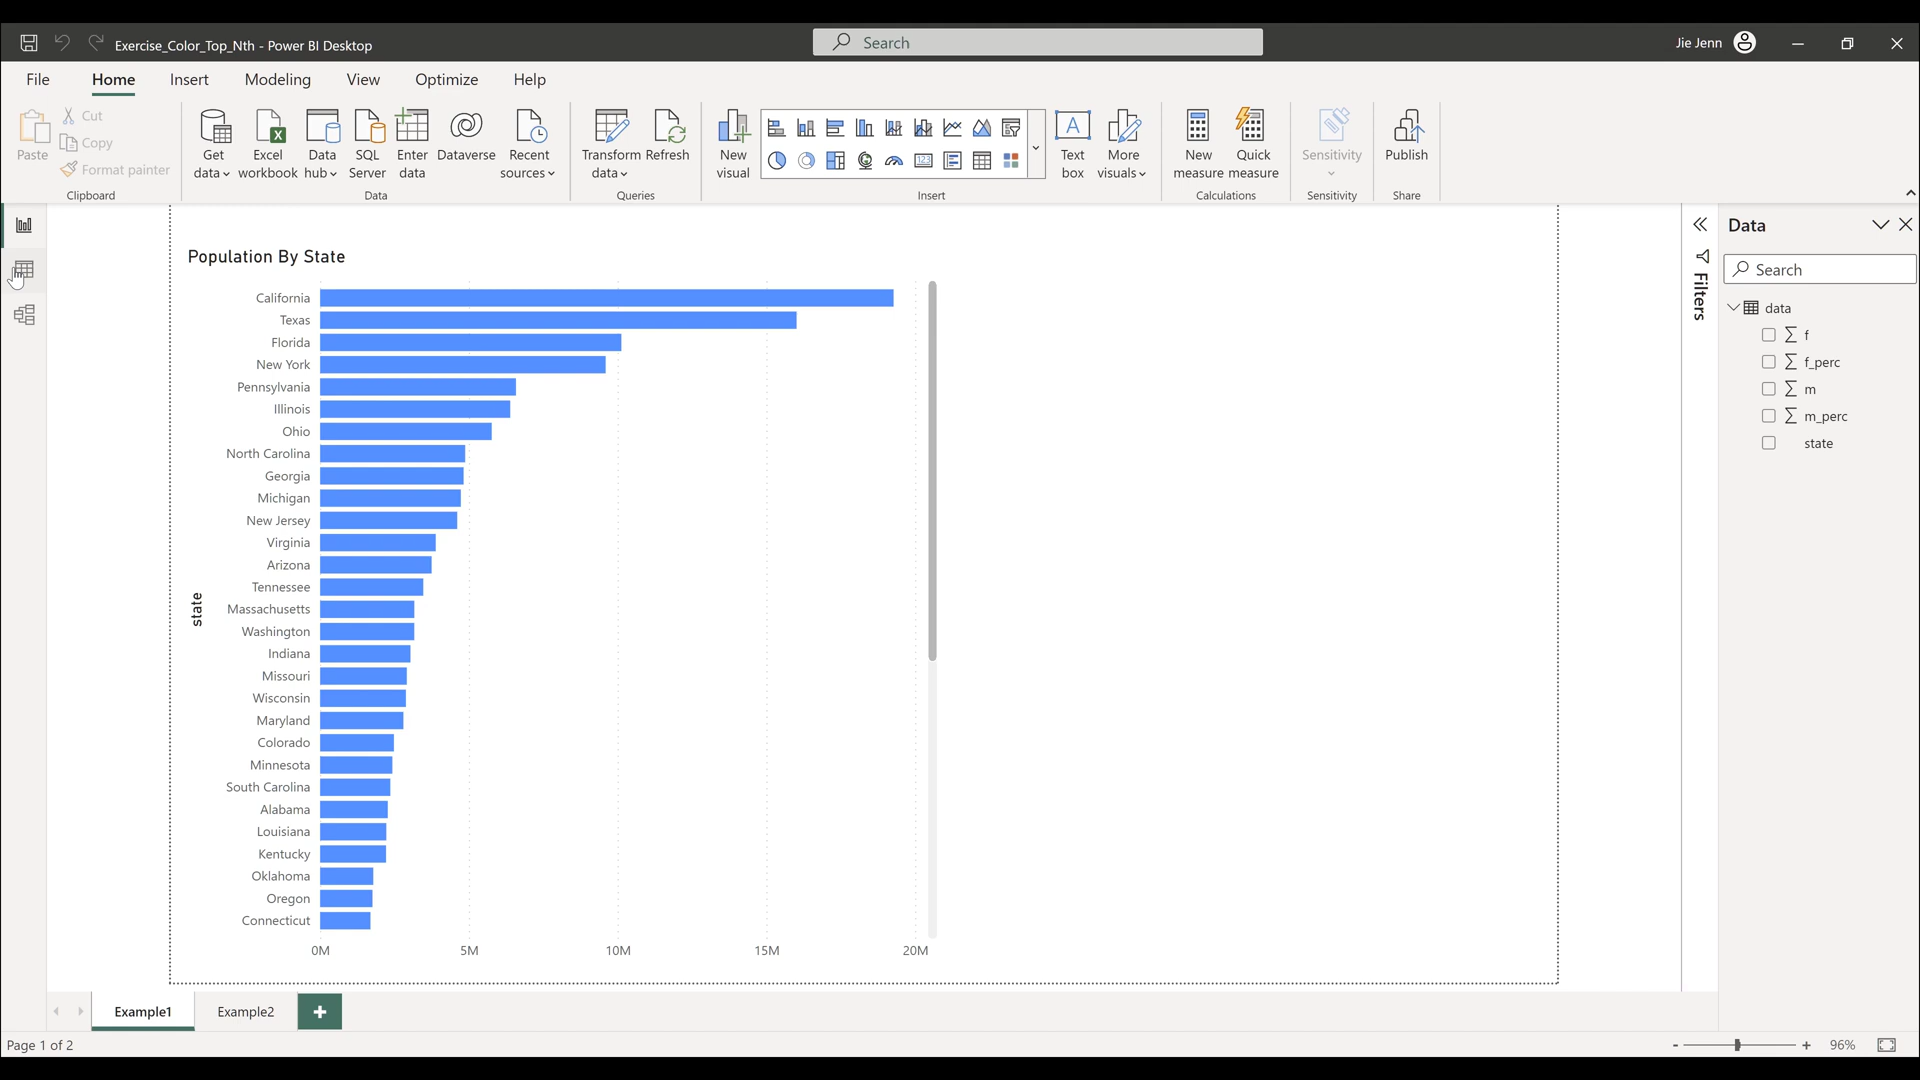 Exercise_Color_Top_Nth - Power BI Desktop
Search
Jie Jenn
File
Home
Insert
Modeling
View
Optimize
Help
Paste
Cut
Copy
Format painter
Clipboard
Get
data
Excel
workbook
Data
hub
SQL
Server
Enter
data
Dataverse
Recent
sources
Data
Transform
data
Refresh
Queries
New
visual
A
123
Text
box
More
visuals
Insert
New
measure
Quick
measure
Calculations
Sensitivity
Sensitivity
Publish
Share
Population By State
state
California
Texas
Florida
New York
Pennsylvania
Illinois
Ohio
North Carolina
Georgia
Michigan
New Jersey
Virginia
Arizona
Tennessee
Massachusetts
Washington
Indiana
Missouri
Wisconsin
Maryland
Colorado
Minnesota
South Carolina
Alabama
Louisiana
Kentucky
Oklahoma
Oregon
Connecticut
0M 5M 10M 15M 20M
Filters
Data
Search
data
∑ f
∑ f_perc
∑ m
∑ m_perc
state
Example1
Example2
+
Page 1 of 2
- + 96%